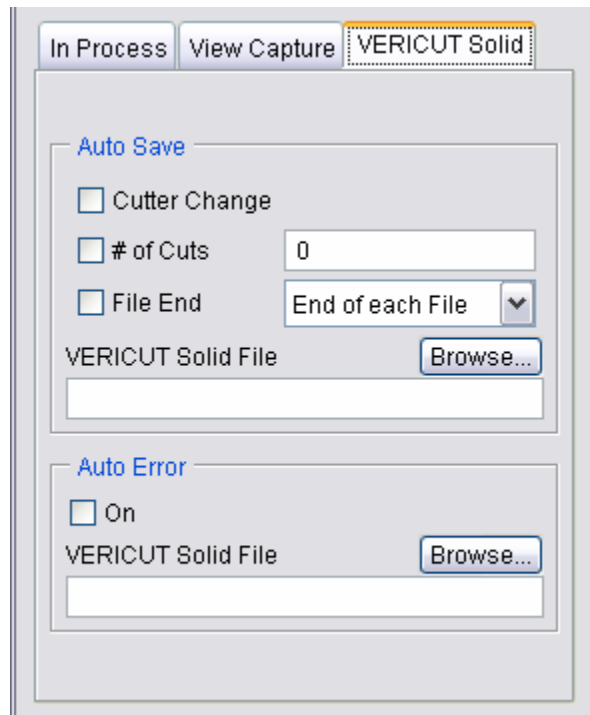 In Process View Capture VERICUT Solid
Auto Save
Cutter Change
# of Cuts 0
File End End of each File
VERICUT Solid File Browse...
Auto Error
On
VERICUT Solid File Browse...